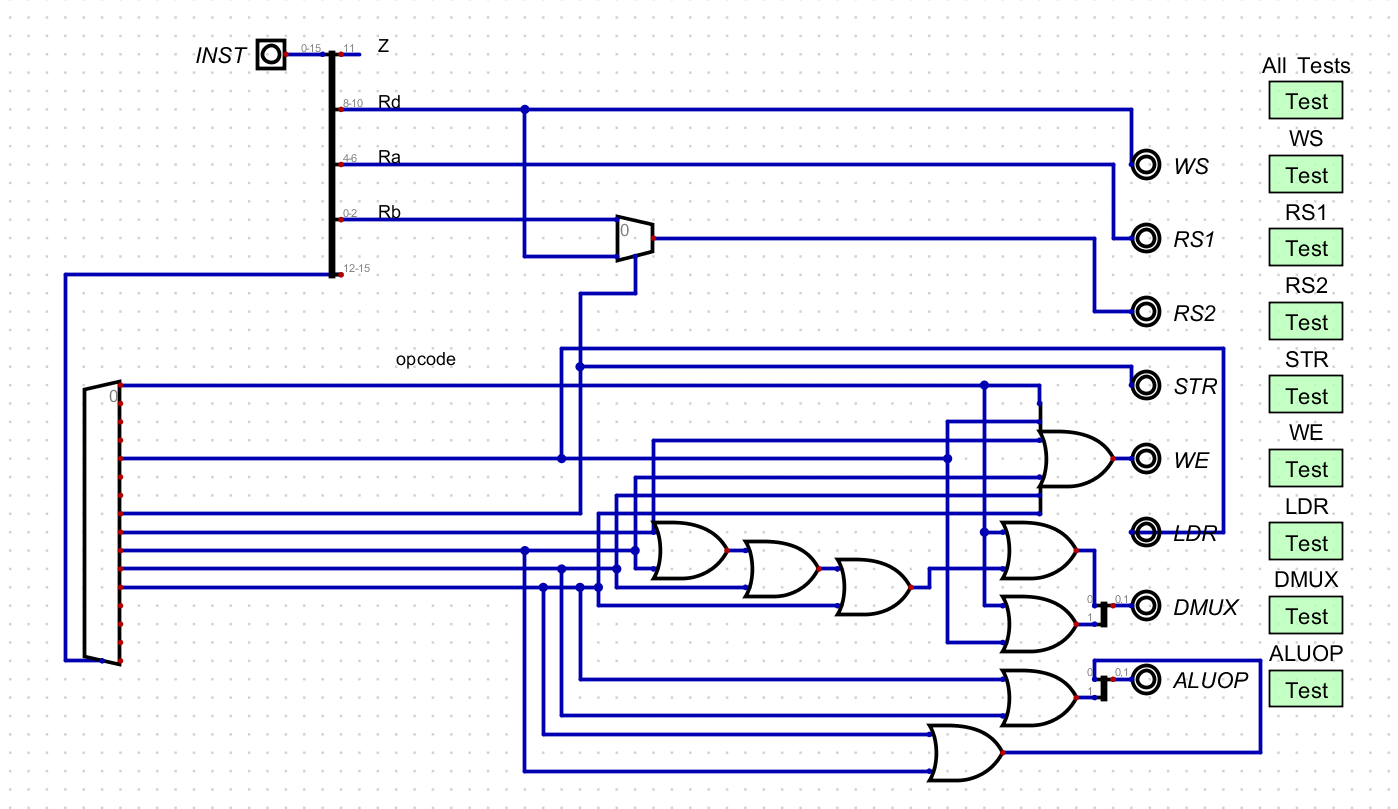 INST 0-15 11 Z
8-10 Rd
4-6 Ra
0-2 Rb
12-15
0
opcode
0
WS
RS1
RS2
STR
WE
LDR
0 0,1 DMUX
1
0 0,1 ALUOP
1
All Tests
Test
WS
Test
RS1
Test
RS2
Test
STR
Test
WE
Test
LDR
Test
DMUX
Test
ALUOP
Test